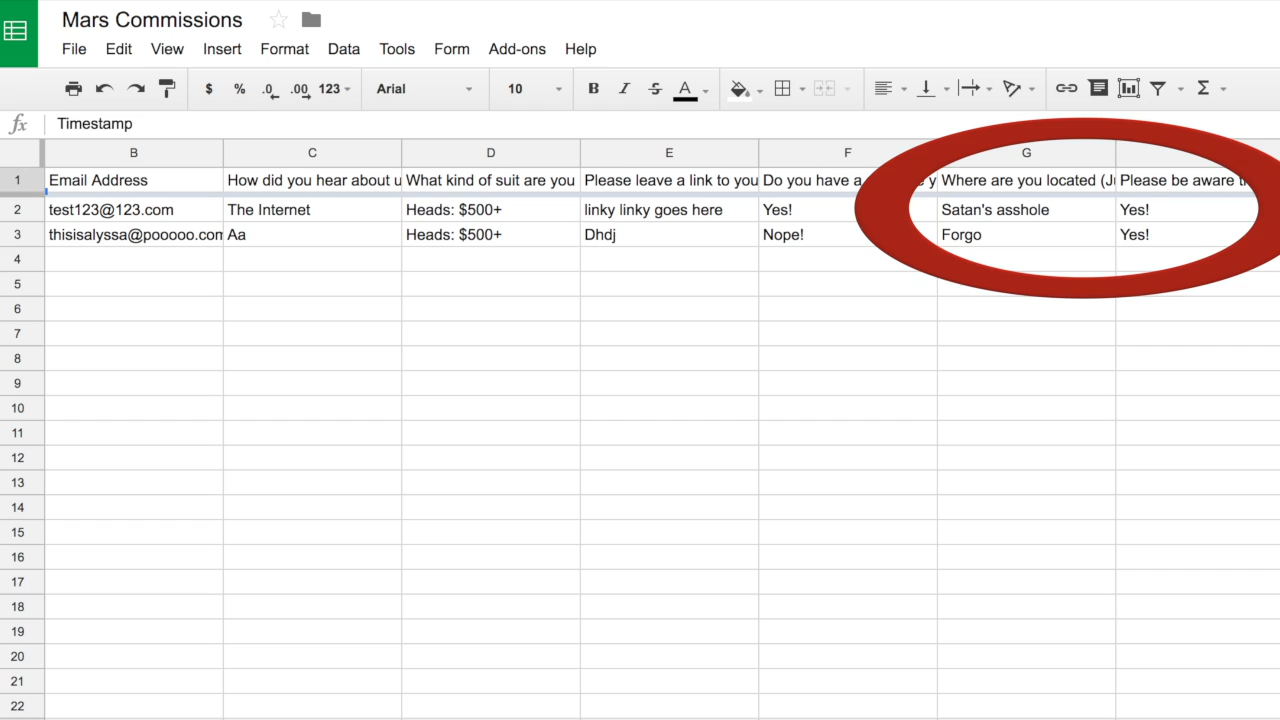 Mars Commissions
File Edit View Insert Format Data Tools Form Add-ons Help
$ % .0 .00 123 Arial 10 B I S A Σ
fx Timestamp
B C D E F G
1 Email Address How did you hear about u What kind of suit are you Please leave a link to you Do you have a y Where are you located (Ju Please be aware t
2 test123@123.com The Internet Heads: $500+ linky linky goes here Yes! Satan's asshole Yes!
3 thisisalyssa@pooooo.com Aa Heads: $500+ Dhdj Nope! Forgo Yes!
4
5
6
7
8
9
10
11
12
13
14
15
16
17
18
19
20
21
22